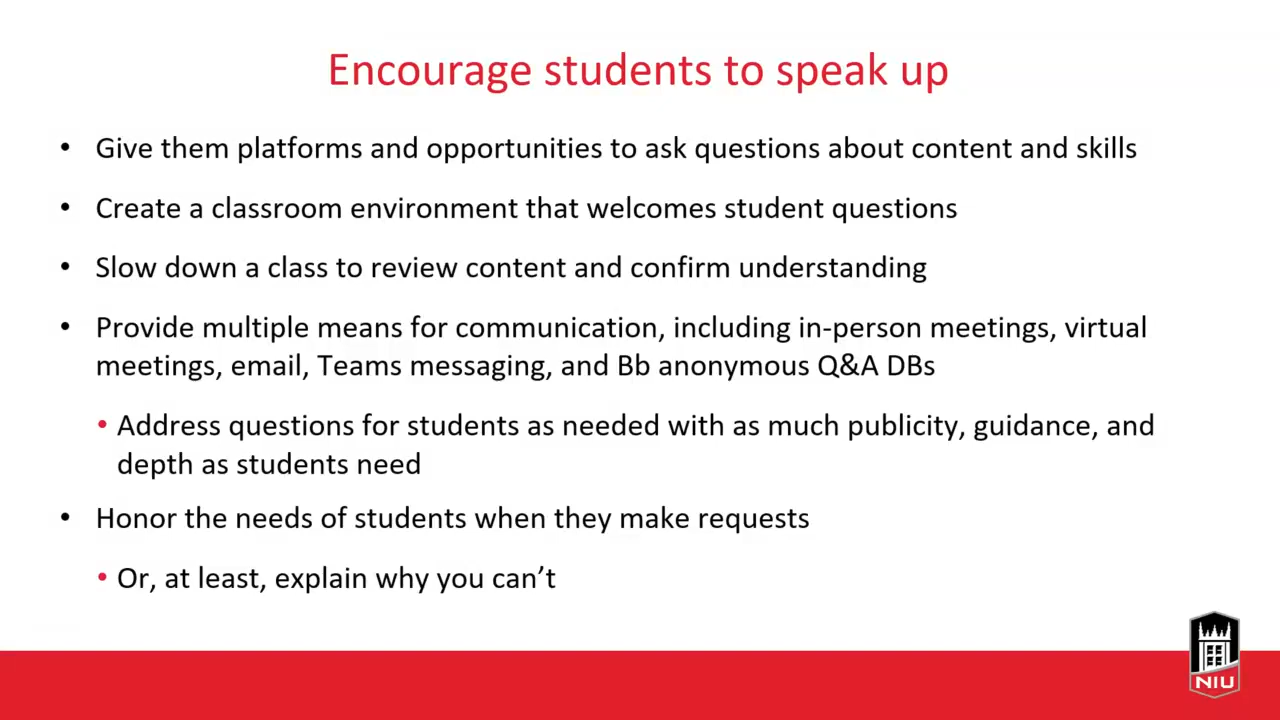 Encourage students to speak up
• Give them platforms and opportunities to ask questions about content and skills
• Create a classroom environment that welcomes student questions
• Slow down a class to review content and confirm understanding
• Provide multiple means for communication, including in-person meetings, virtual
meetings, email, Teams messaging, and Bb anonymous Q&A DBs
• Address questions for students as needed with as much publicity, guidance, and
depth as students need
• Honor the needs of students when they make requests
• Or, at least, explain why you can’t
NIU